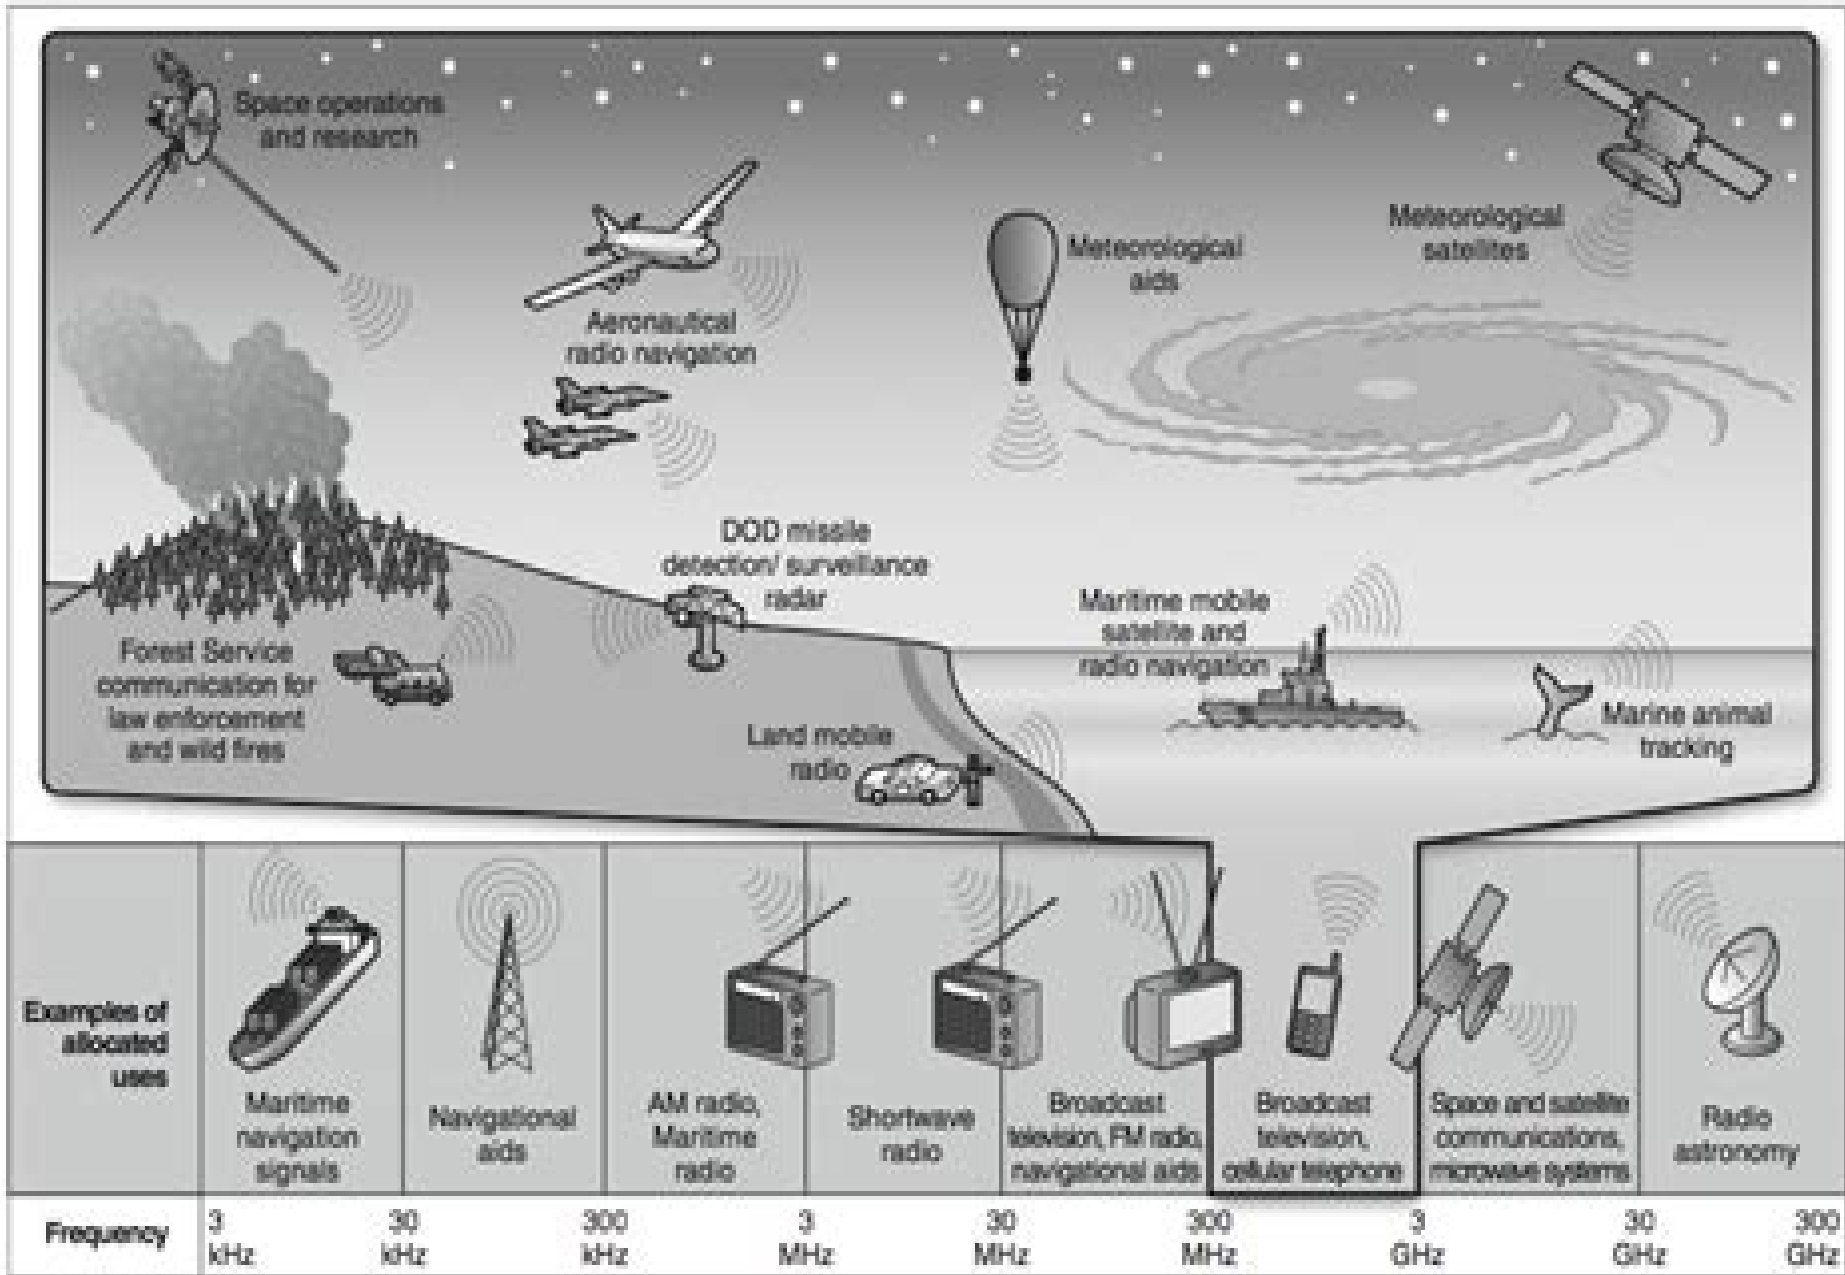 Space operations
and research
Meteorological
satellites
Meteorological
aids
Aeronautical
radio navigation
DOD missile
detection/ surveillance
radar
Maritime mobile
satellite and
radio navigation
Forest Service
communication for
law enforcement
and wild fires
Marine animal
tracking
Land mobile
radio
Examples of
allocated
uses
Maritime
navigation
signals
Navigational
aids
AM radio,
Maritime
radio
Shortwave
radio
Broadcast
television, FM radio,
navigational aids
Broadcast
television,
cellular telephone
Space and satellite
communications,
microwave systems
Radio
astronomy
Frequency
3 kHz
30 kHz
300 kHz
3 MHz
30 MHz
300 MHz
3 GHz
30 GHz
300 GHz